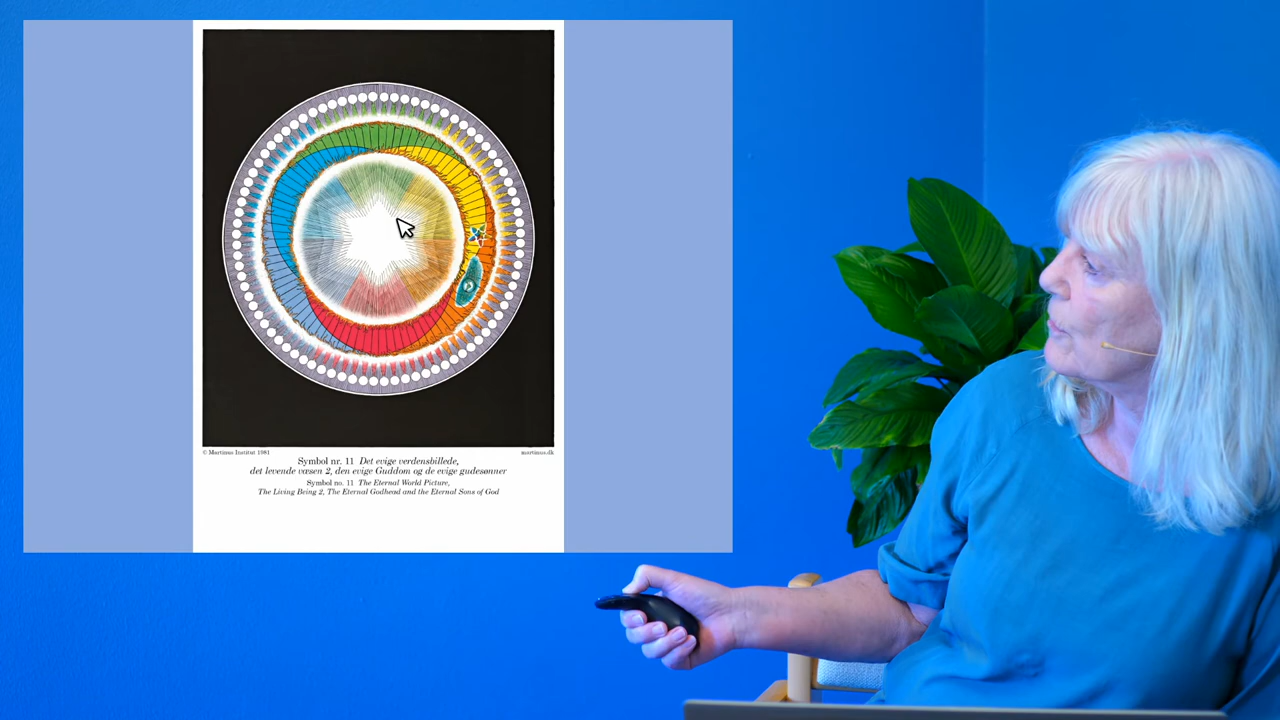 © Martinus Institut 1981
martinus.dk
Symbol nr. 11 Det evige verdensbillede,
det levende væsen 2, den evige Guddom og de evige gudesønner
Symbol no. 11 The Eternal World Picture,
The Living Being 2, The Eternal Godhead and the Eternal Sons of God